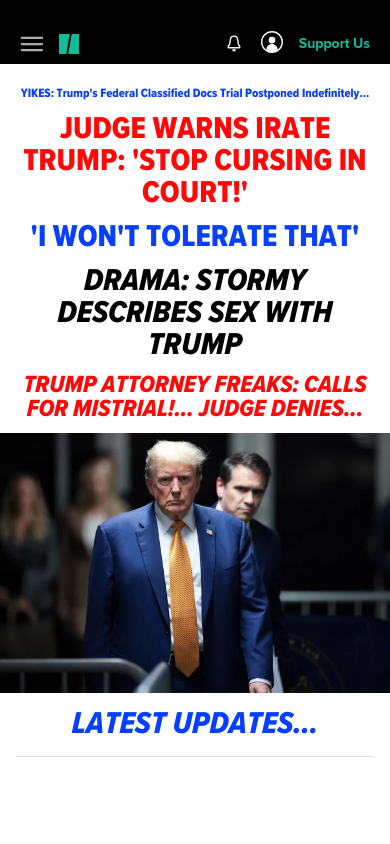 Support Us
YIKES: Trump's Federal Classified Docs Trial Postponed Indefinitely...
JUDGE WARNS IRATE
TRUMP: 'STOP CURSING IN
COURT!'
'I WON'T TOLERATE THAT'
DRAMA: STORMY
DESCRIBES SEX WITH
TRUMP
TRUMP ATTORNEY FREAKS: CALLS
FOR MISTRIAL!... JUDGE DENIES...
LATEST UPDATES...